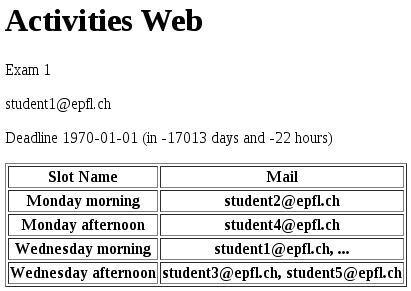 Activities Web
Exam 1
student1@epfl.ch
Deadline 1970-01-01 (in -17013 days and -22 hours)
Slot Name Mail
Monday morning student2@epfl.ch
Monday afternoon student4@epfl.ch
Wednesday morning student1@epfl.ch, ...
Wednesday afternoon student3@epfl.ch, student5@epfl.ch